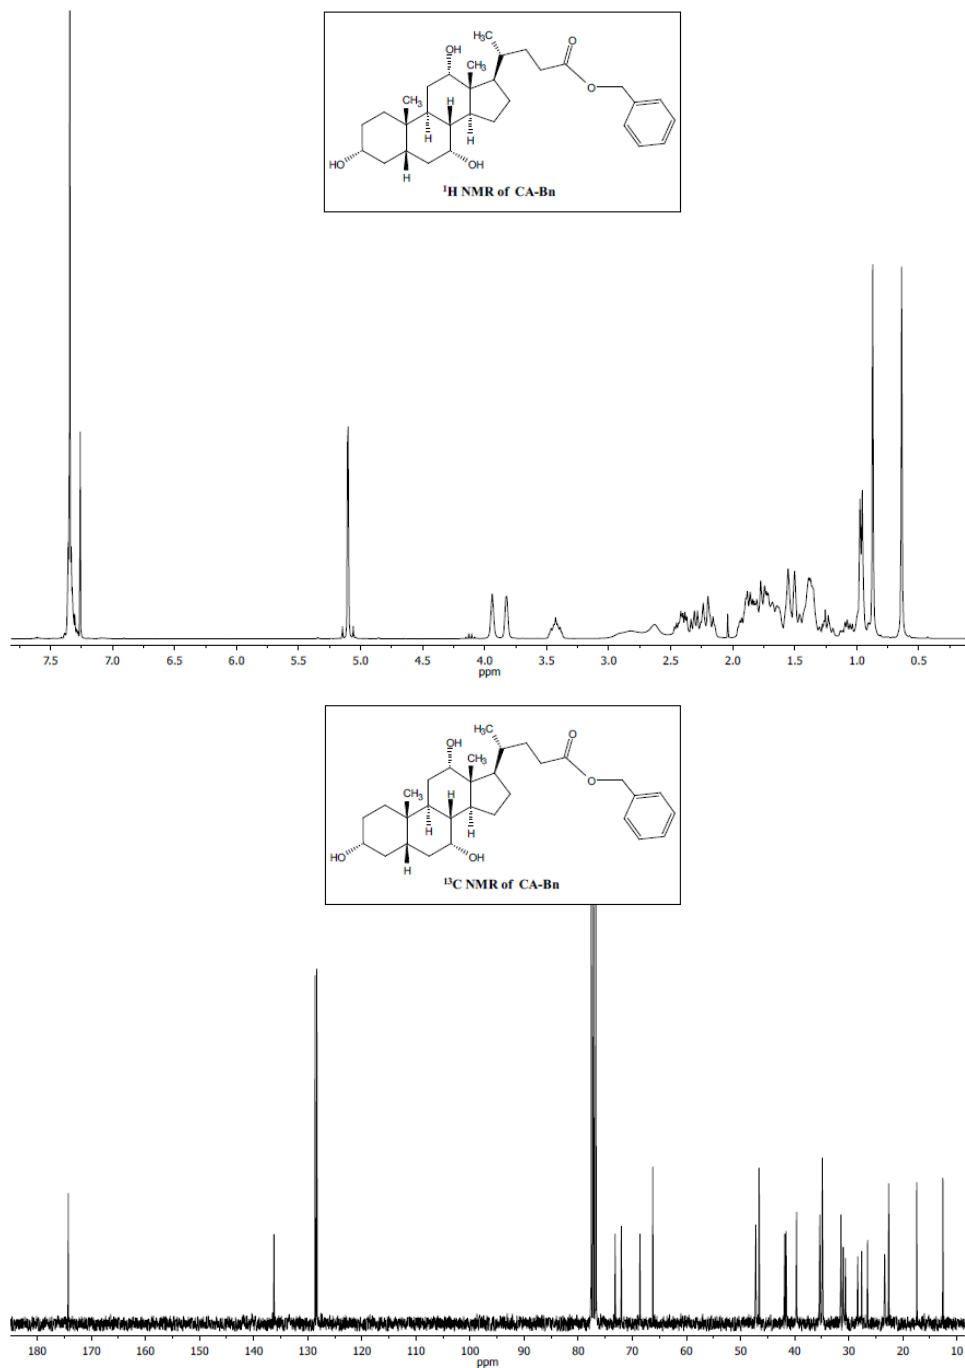 H₃C
O
OH
H₃C
O
CH₃
H
H
H
HO
OH
H
¹H NMR of CA-Bn
7.5 7.0 6.5 6.0 5.5 5.0 4.5 4.0 3.5 3.0 2.5 2.0 1.5 1.0 0.5
ppm
H₃C
O
OH
H₃C
O
CH₃
H
H
H
HO
OH
H
¹³C NMR of CA-Bn
180 170 160 150 140 130 120 110 100 90 80 70 60 50 40 30 20 10
ppm